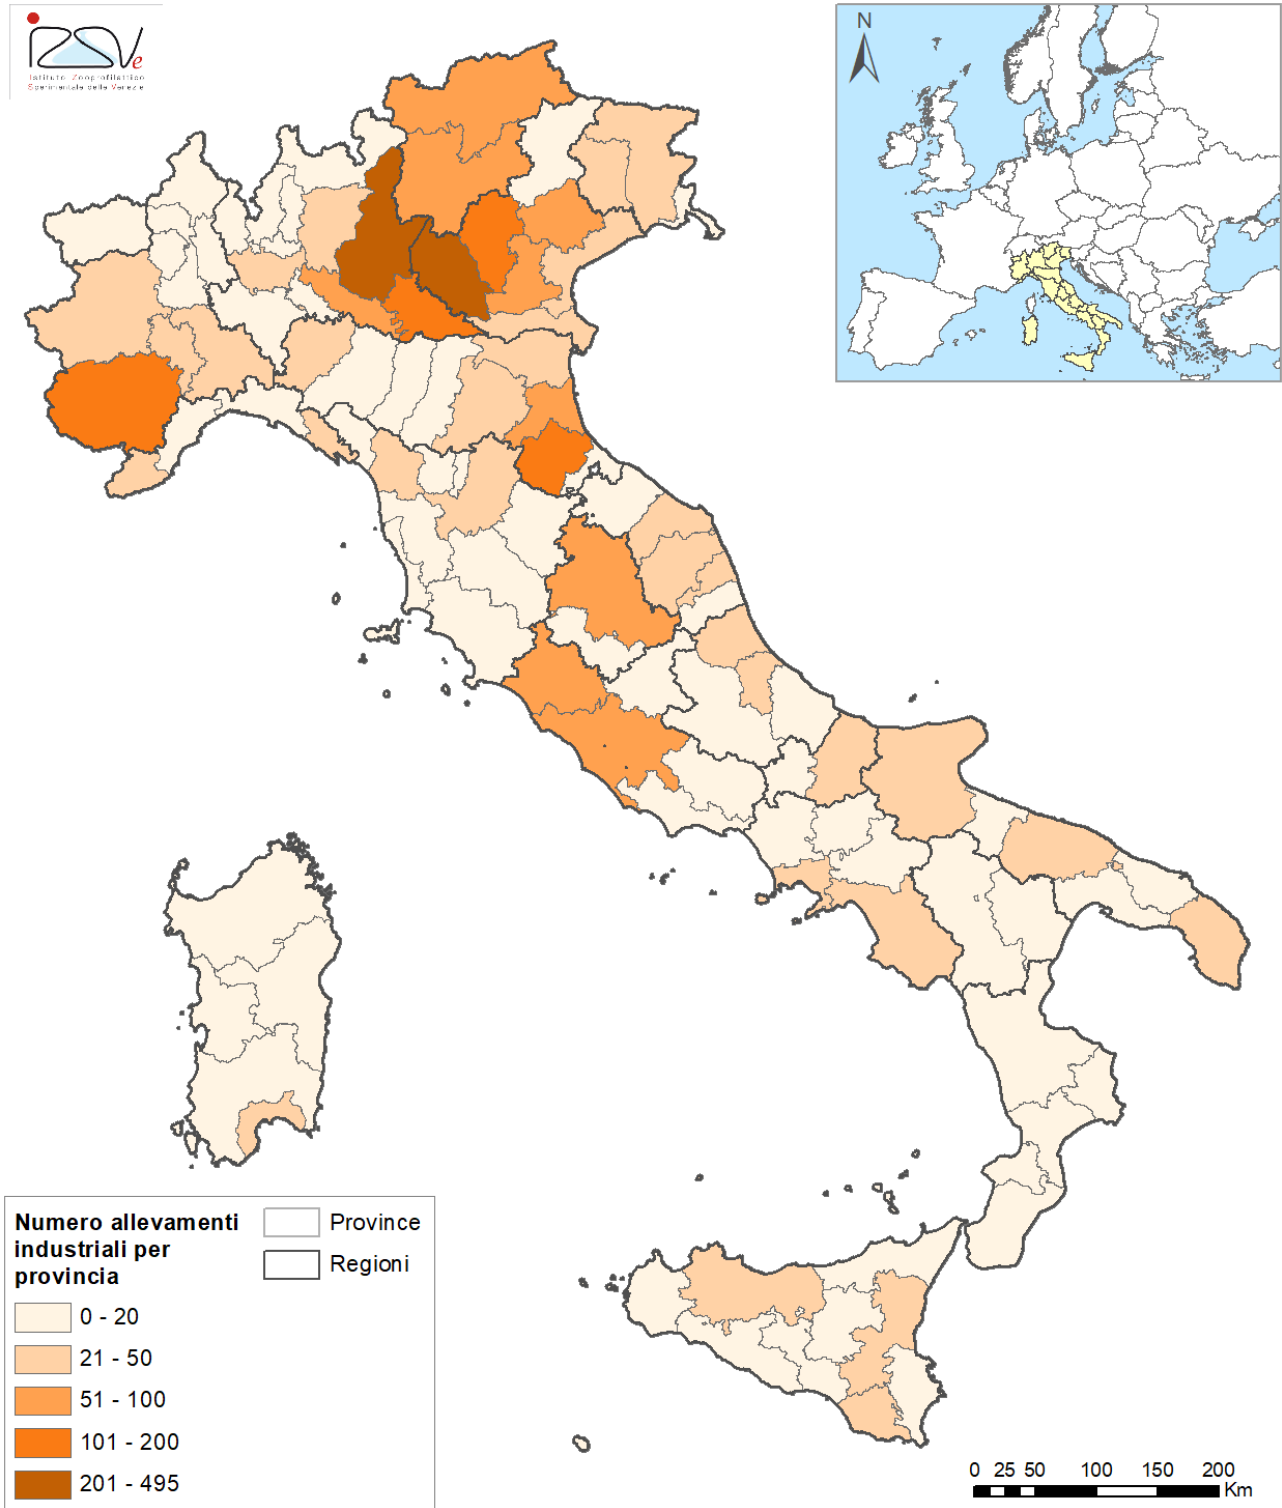 IZSVe
Istituto Zooprofilattico
Sperimentale delle Venezie
N
Numero allevamenti
industriali per
provincia
Province
Regioni
0 - 20
21 - 50
51 - 100
101 - 200
201 - 495
0 25 50 100 150 200
Km